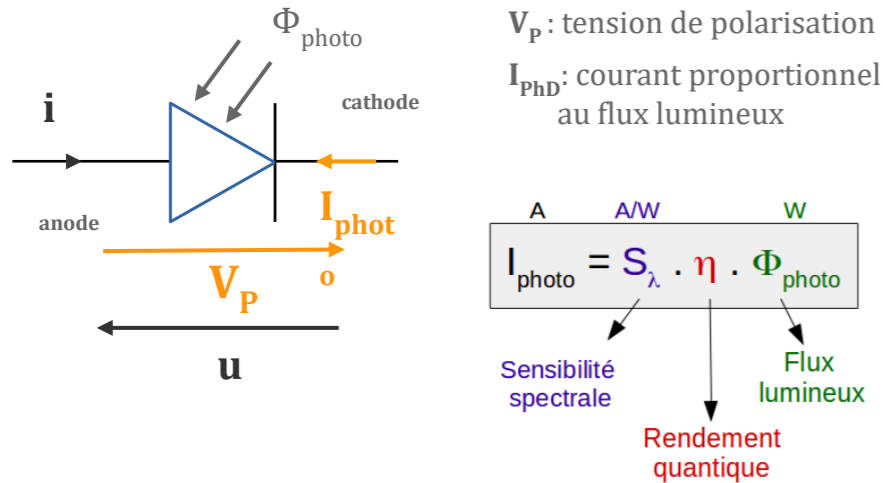 Φphoto
cathode
i
anode
Iphot
o
VP
u
VP : tension de polarisation
IPhD : courant proportionnel
au flux lumineux
A A/W W
Iphoto = Sλ . η . Φphoto
Sensibilité
spectrale
Flux
lumineux
Rendement
quantique